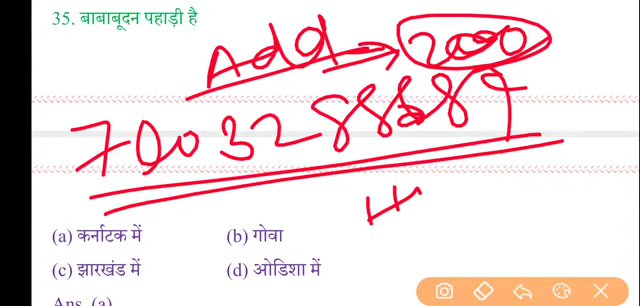 35. बाबाबूदन पहाड़ी है
Add → 2000
(a) कर्नाटक में (b) गोवा
(c) झारखंड में (d) ओडिशा में
Ans. (a)